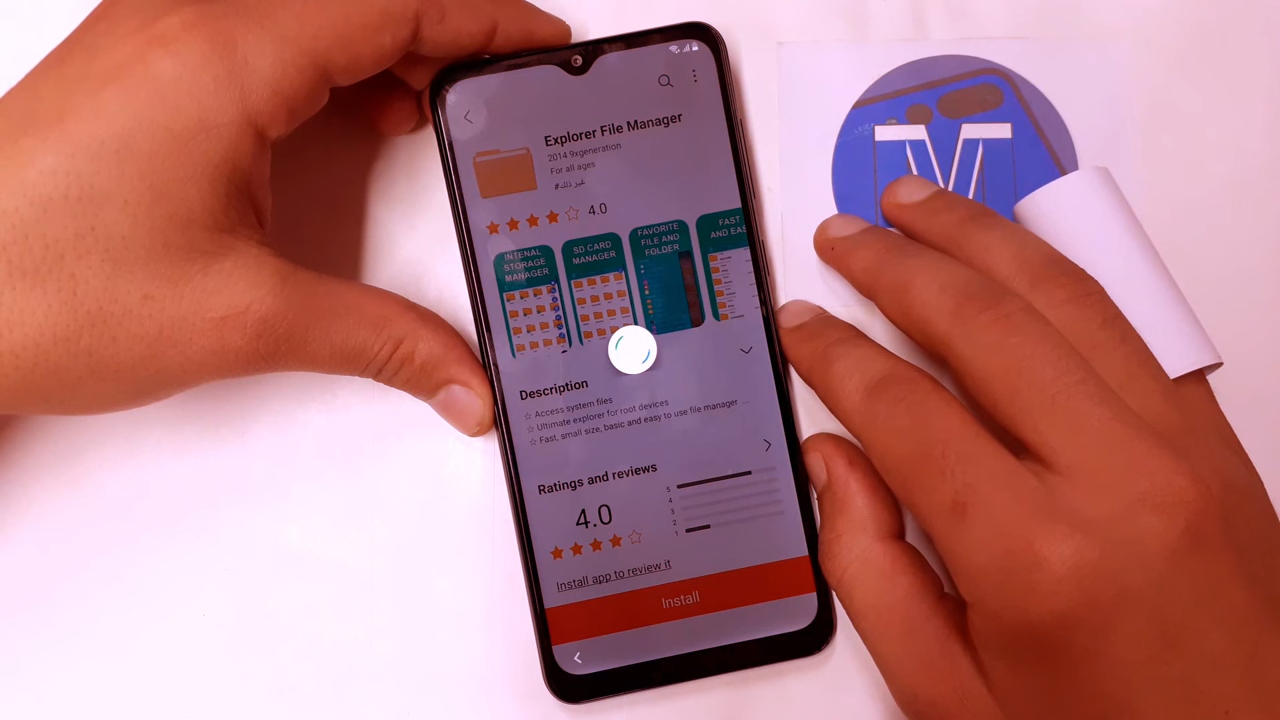 Explorer File Manager
2014 9xgeneration
For all ages
#غير ذلك
4.0
INTENAL
STORAGE
MANAGER
SD CARD
MANAGER
FAVORITE
FILE AND
FOLDER
FAST
AND EAS
Description
☆ Access system files
☆ Ultimate explorer for root devices
☆ Fast, small size, basic and easy to use file manager ...
Ratings and reviews
4.0
5
4
3
2
1
Install app to review it
Install
M